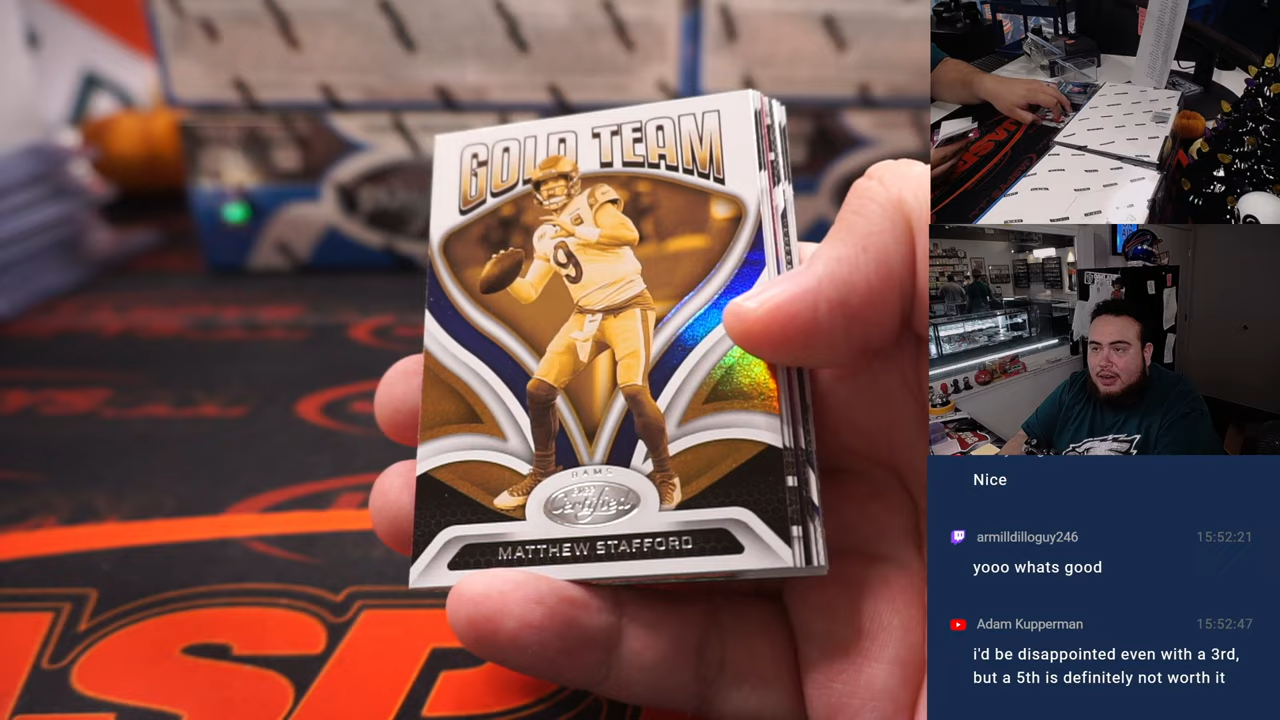 GOLD TEAM
9
RAMS
Certified
MATTHEW STAFFORD
Nice
armilldilloguy246 15:52:21
yooo whats good
Adam Kupperman 15:52:47
i'd be disappointed even with a 3rd,
but a 5th is definitely not worth it